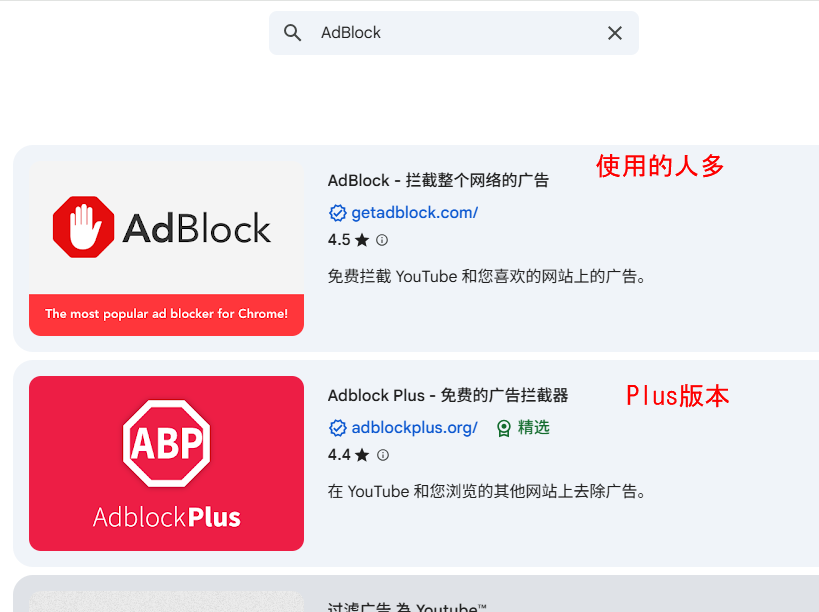 AdBlock
使用的人多
AdBlock - 拦截整个网络的广告
getadblock.com/
4.5
AdBlock
免费拦截 YouTube 和您喜欢的网站上的广告。
The most popular ad blocker for Chrome!
Adblock Plus - 免费的广告拦截器
Plus版本
adblockplus.org/ 精选
ABP
4.4
在 YouTube 和您浏览的其他网站上去除广告。
AdblockPlus
过滤广告 為 Youtube™